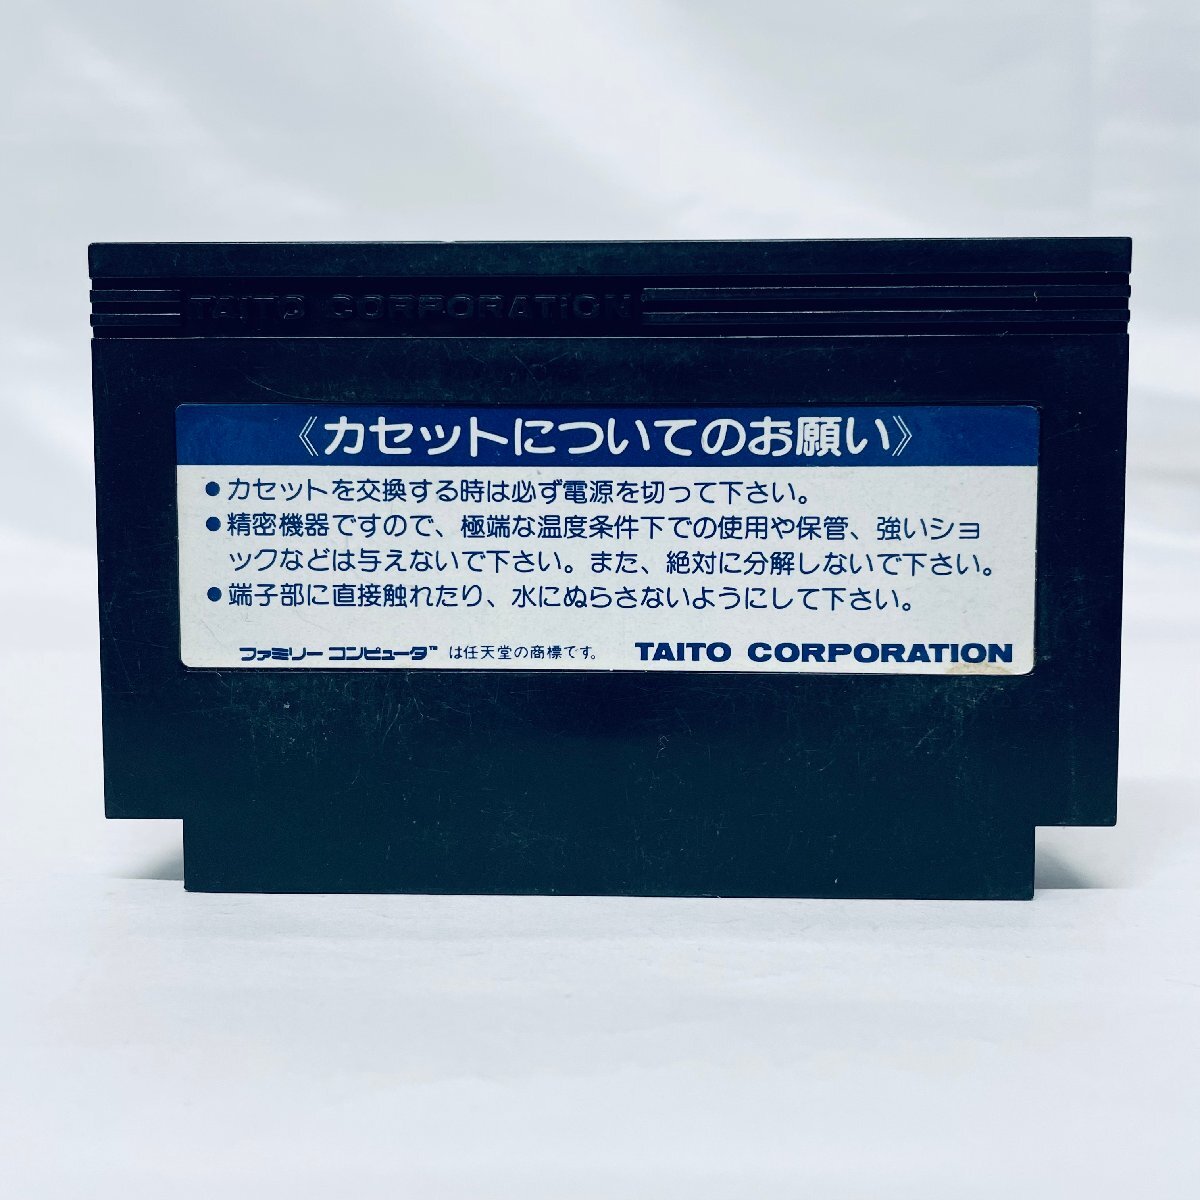 TAITO CORPORATION
《カセットについてのお願い》
●カセットを交換する時は必ず電源を切って下さい。
●精密機器ですので、極端な温度条件下での使用や保管、強いショ
ックなどは与えないで下さい。また、絶対に分解しないで下さい。
●端子部に直接触れたり、水にぬらさないようにして下さい。
ファミリーコンピュータ™ は任天堂の商標です。 TAITO CORPORATION